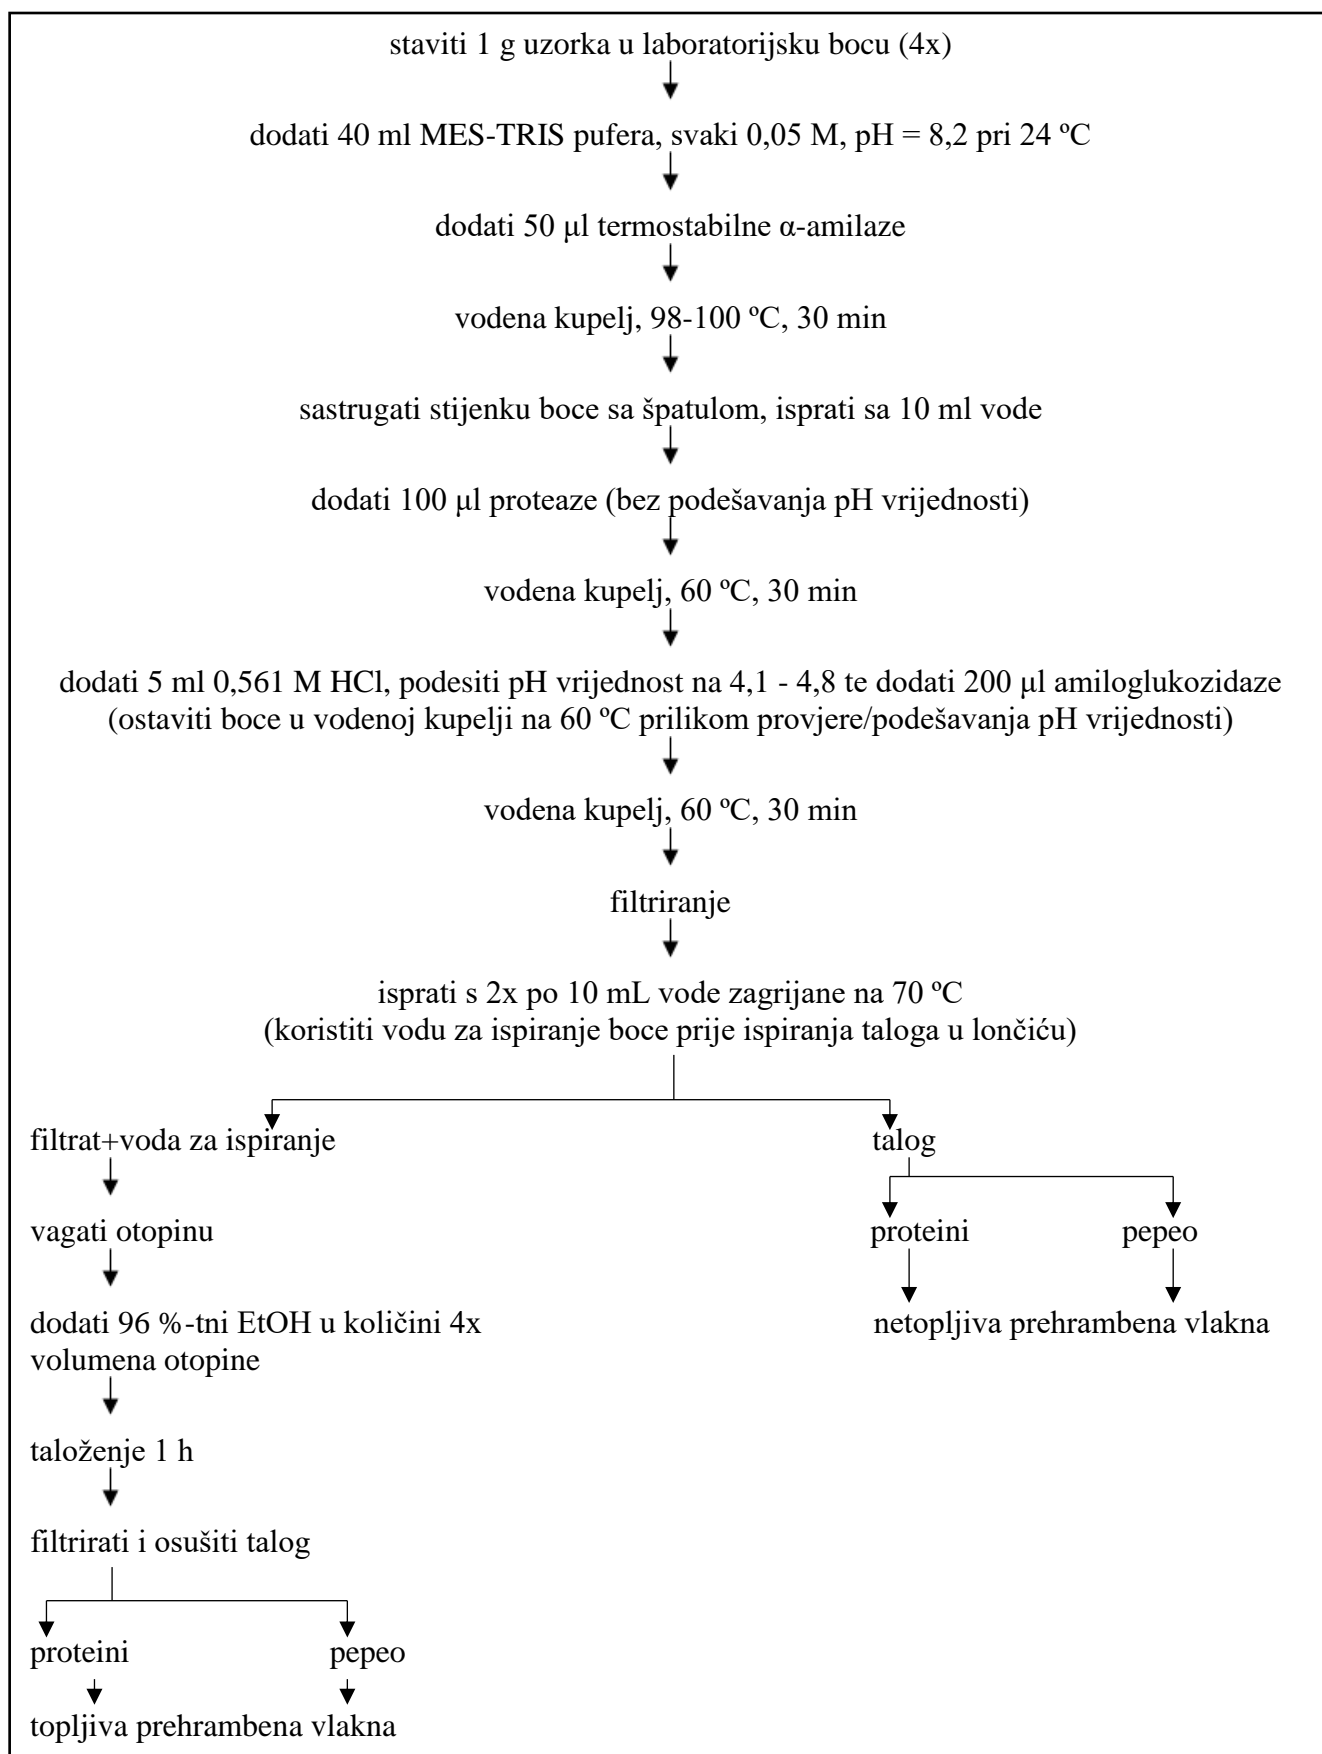 staviti 1 g uzorka u laboratorijsku bocu (4x)
dodati 40 ml MES-TRIS pufera, svaki 0,05 M, pH = 8,2 pri 24 ºC
dodati 50 μl termostabilne α-amilaze
vodena kupelj, 98-100 ºC, 30 min
sastrugati stijenku boce sa špatulom, isprati sa 10 ml vode
dodati 100 μl proteaze (bez podešavanja pH vrijednosti)
vodena kupelj, 60 ºC, 30 min
dodati 5 ml 0,561 M HCl, podesiti pH vrijednost na 4,1 - 4,8 te dodati 200 μl amiloglukozidaze
(ostaviti boce u vodenoj kupelji na 60 ºC prilikom provjere/podešavanja pH vrijednosti)
vodena kupelj, 60 ºC, 30 min
filtriranje
isprati s 2x po 10 mL vode zagrijane na 70 ºC
(koristiti vodu za ispiranje boce prije ispiranja taloga u lončiću)
filtrat+voda za ispiranje
vagati otopinu
dodati 96 %-tni EtOH u količini 4x
volumena otopine
taloženje 1 h
filtrirati i osušiti talog
proteini pepeo
topljiva prehrambena vlakna
talog
proteini pepeo
netopljiva prehrambena vlakna